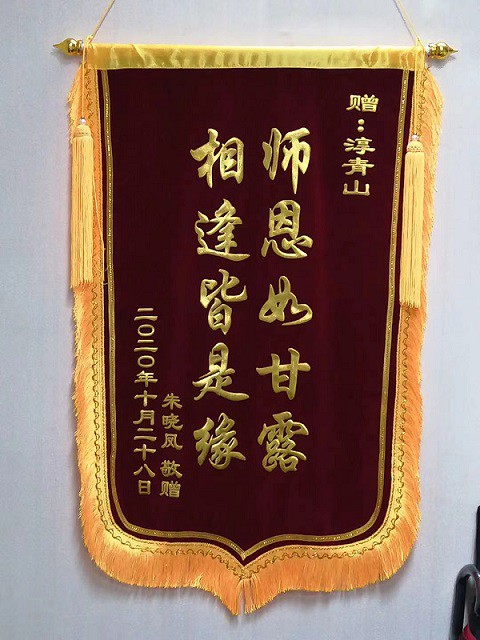 赠：淳青山
师恩如甘露
相逢皆是缘
朱晓凤 敬赠
二〇二〇年十月二十八日